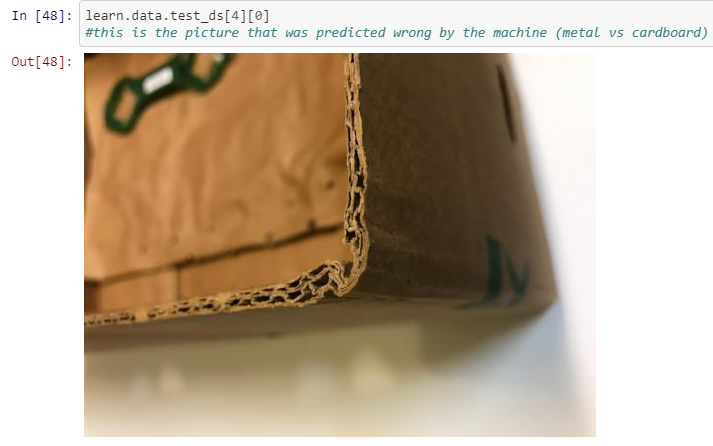 In [48]: learn.data.test_ds[4][0]
#this is the picture that was predicted wrong by the machine (metal vs cardboard)
Out[48]: